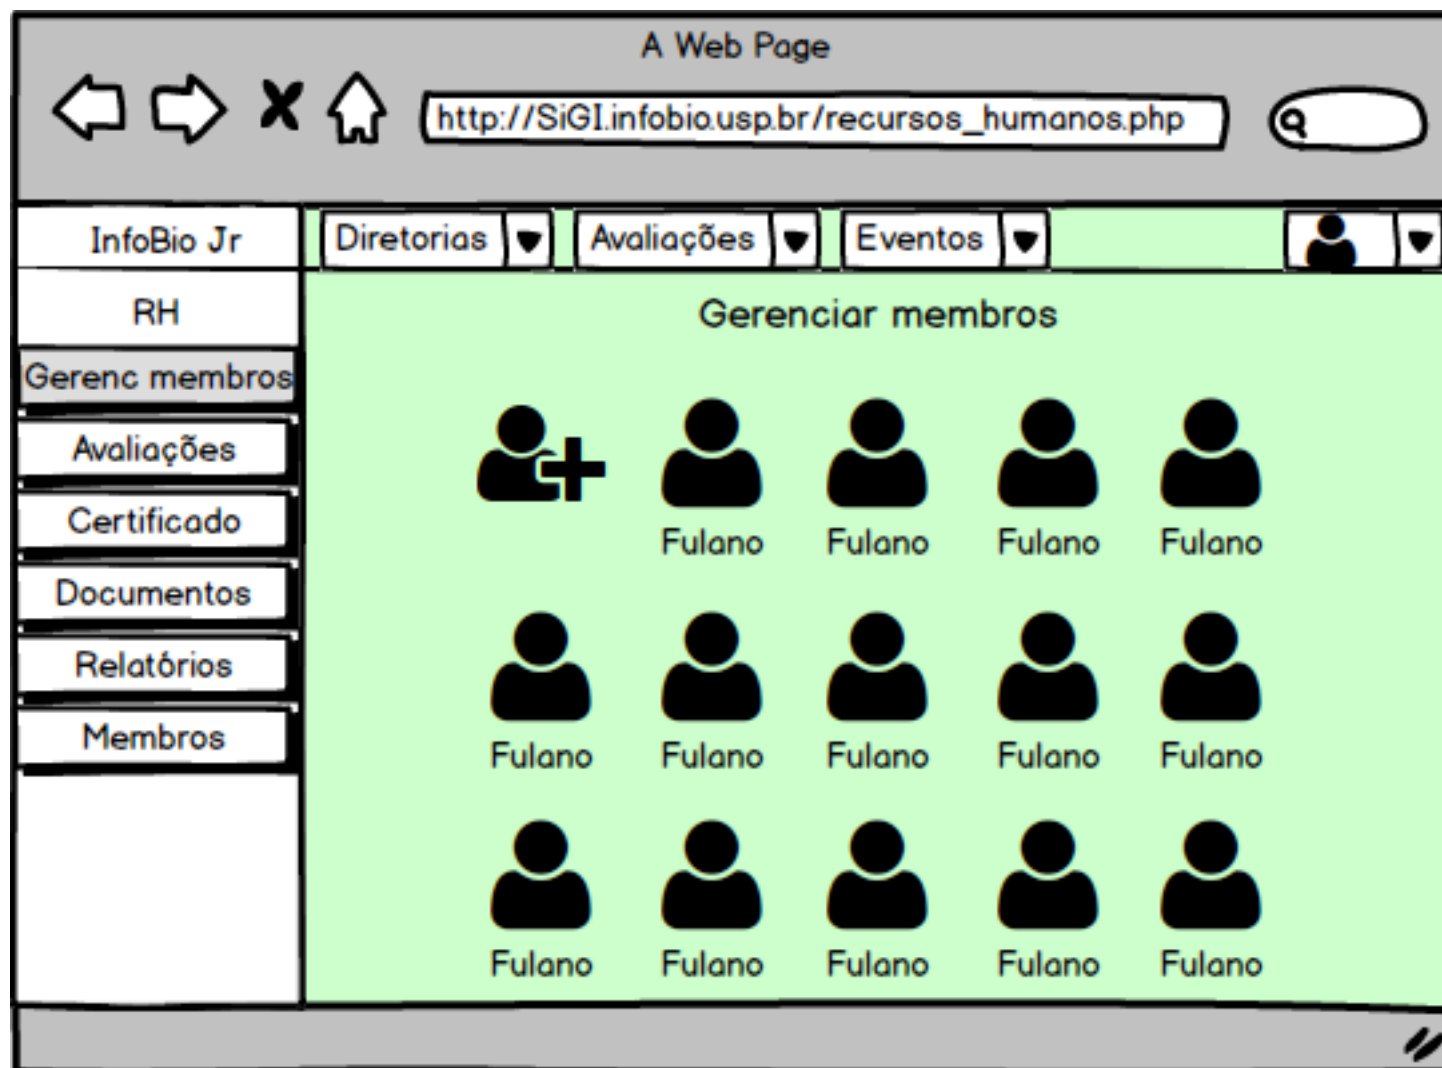 A Web Page
http://SiGI.infobio.usp.br/recursos_humanos.php
InfoBio Jr
Diretorias
Avaliações
Eventos
RH
Gerenc membros
Avaliações
Certificado
Documentos
Relatórios
Membros
Gerenciar membros
Fulano Fulano Fulano Fulano
Fulano Fulano Fulano Fulano Fulano
Fulano Fulano Fulano Fulano Fulano